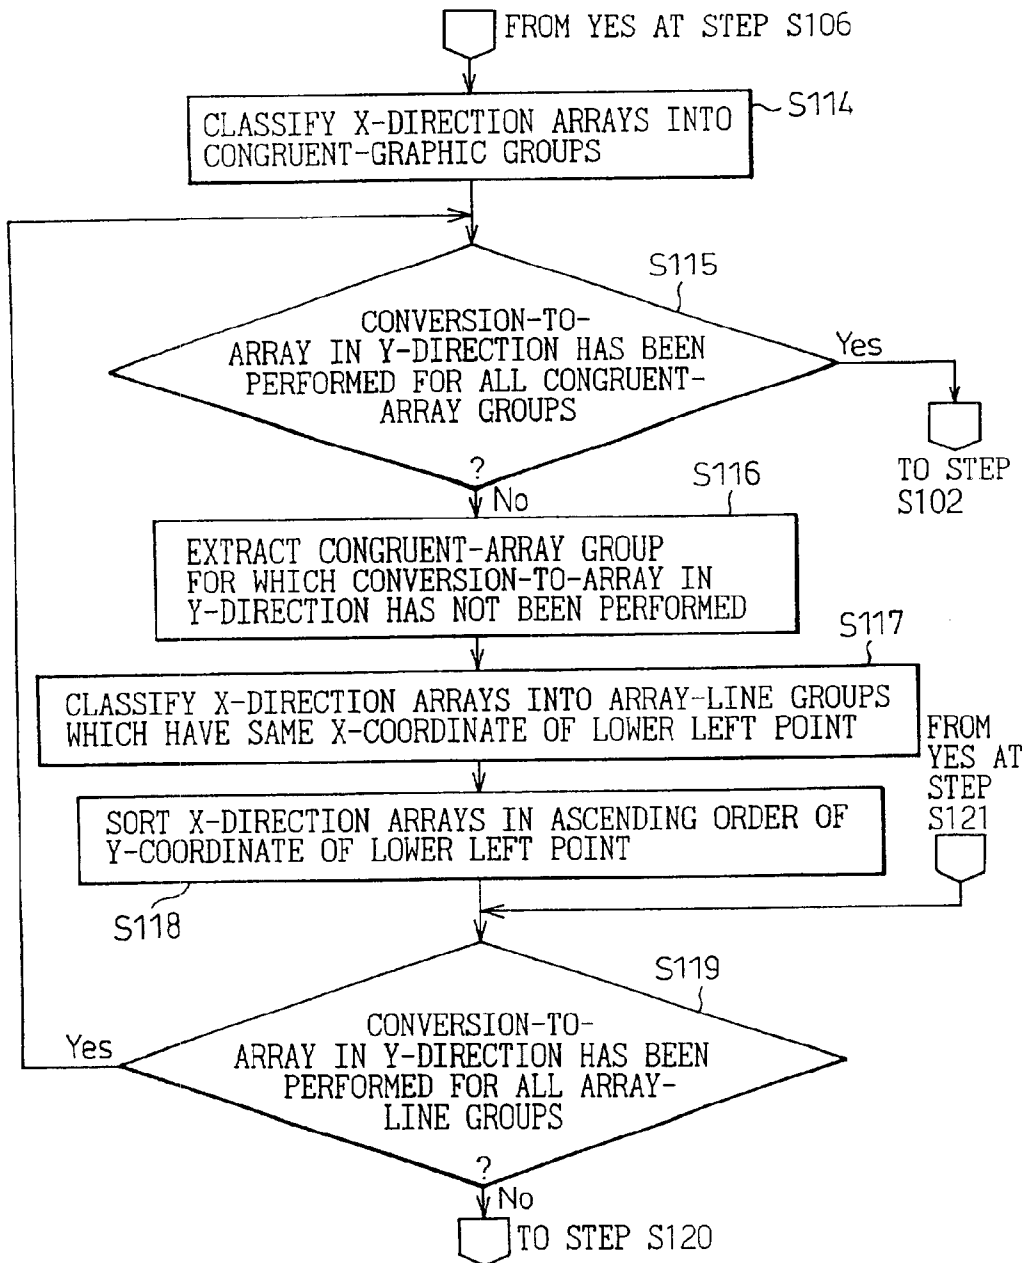 FROM YES AT STEP S106
S114
CLASSIFY X-DIRECTION ARRAYS INTO
CONGRUENT-GRAPHIC GROUPS
S115
CONVERSION-TO-
ARRAY IN Y-DIRECTION HAS BEEN
PERFORMED FOR ALL CONGRUENT-
ARRAY GROUPS
?
Yes
TO STEP
S102
No
S116
EXTRACT CONGRUENT-ARRAY GROUP
FOR WHICH CONVERSION-TO-ARRAY IN
Y-DIRECTION HAS NOT BEEN PERFORMED
S117
CLASSIFY X-DIRECTION ARRAYS INTO ARRAY-LINE GROUPS
WHICH HAVE SAME X-COORDINATE OF LOWER LEFT POINT
FROM
YES AT
STEP
S121
SORT X-DIRECTION ARRAYS IN ASCENDING ORDER OF
Y-COORDINATE OF LOWER LEFT POINT
S118
S119
Yes
CONVERSION-TO-
ARRAY IN Y-DIRECTION HAS BEEN
PERFORMED FOR ALL ARRAY-
LINE GROUPS
?
No
TO STEP S120